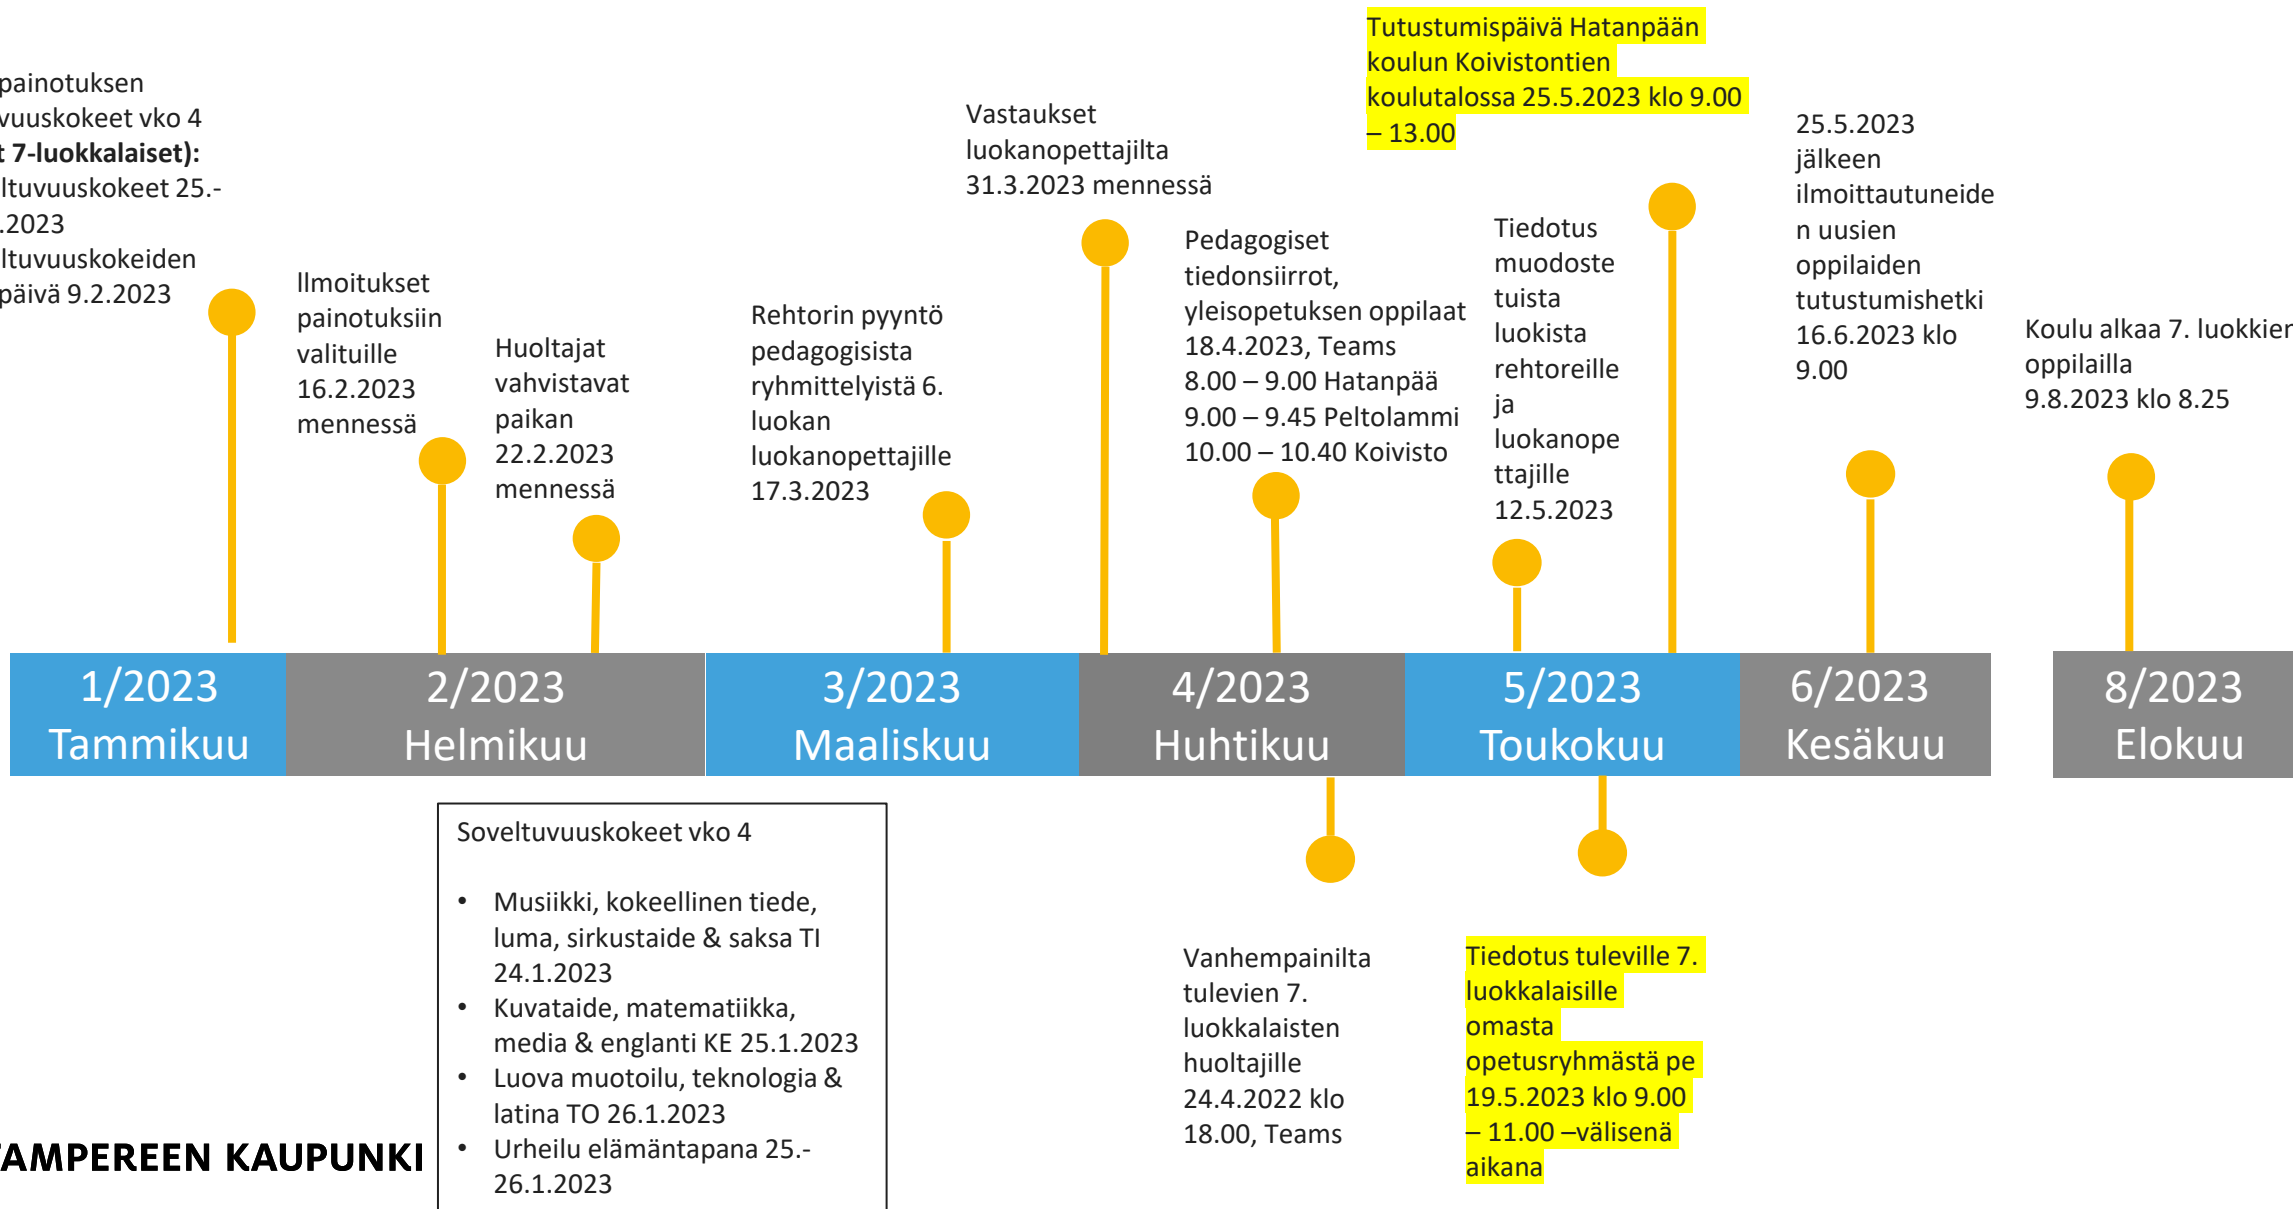 painotuksen
vuuskokeet vko 4
t 7-luokkalaiset):
ltuvuuskokeet 25.-
.2023
ltuvuuskokeiden
päivä 9.2.2023
Ilmoitukset
painotuksiin
valituille
16.2.2023
mennessä
Huoltajat
vahvistavat
paikan
22.2.2023
mennessä
Rehtorin pyyntö
pedagogisista
ryhmittelyistä 6.
luokan
luokanopettajille
17.3.2023
Vastaukset
luokanopettajilta
31.3.2023 mennessä
Pedagogiset
tiedonsiirrot,
yleisopetuksen oppilaat
18.4.2023, Teams
8.00 – 9.00 Hatanpää
9.00 – 9.45 Peltolammi
10.00 – 10.40 Koivisto
Tiedotus
muodoste
tuista
luokista
rehtoreille
ja
luokanope
ttajille
12.5.2023
Tutustumispäivä Hatanpään
koulun Koivistontien
koulutalossa 25.5.2023 klo 9.00
– 13.00
25.5.2023
jälkeen
ilmoittautuneide
n uusien
oppilaiden
tutustumishetki
16.6.2023 klo
9.00
Koulu alkaa 7. luokkien
oppilailla
9.8.2023 klo 8.25
1/2023
Tammikuu
2/2023
Helmikuu
3/2023
Maaliskuu
4/2023
Huhtikuu
5/2023
Toukokuu
6/2023
Kesäkuu
8/2023
Elokuu
Soveltuvuuskokeet vko 4
• Musiikki, kokeellinen tiede,
luma, sirkustaide & saksa TI
24.1.2023
• Kuvataide, matematiikka,
media & englanti KE 25.1.2023
• Luova muotoilu, teknologia &
latina TO 26.1.2023
• Urheilu elämäntapana 25.-
26.1.2023
Vanhempainilta
tulevien 7.
luokkalaisten
huoltajille
24.4.2022 klo
18.00, Teams
Tiedotus tuleville 7.
luokkalaisille
omasta
opetusryhmästä pe
19.5.2023 klo 9.00
– 11.00 –välisenä
aikana
TAMPEREEN KAUPUNKI